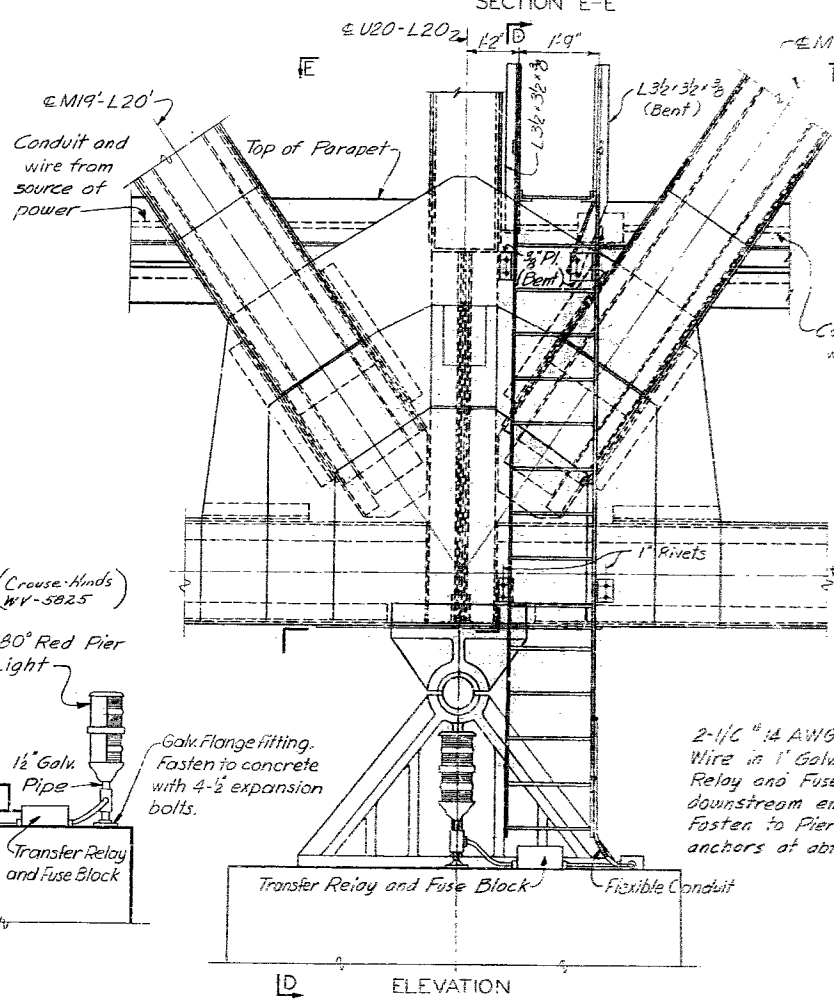 SECTION E-E
℄ U20-L20
1'-2"
D
1'-9"
℄ M
E
℄ M19'-L20'
L3½×3½×⅜
L3½×3½×⅜
(Bent)
Conduit and
wire from
source of
power
Top of Parapet
⅜" Pl.
(Bent)
1" Rivets
(Crouse-Hinds
WV-5825)
80° Red Pier
Light
1½" Galv.
Pipe
Galv. Flange fitting.
Fasten to concrete
with 4-½" expansion
bolts.
Transfer Relay
and Fuse Block
2-1/C #14 AWG
Wire in 1" Galv.
Relay and Fuse
downstream en
Fasten to Pier
anchors at ab
Transfer Relay and Fuse Block
Flexible Conduit
D
ELEVATION